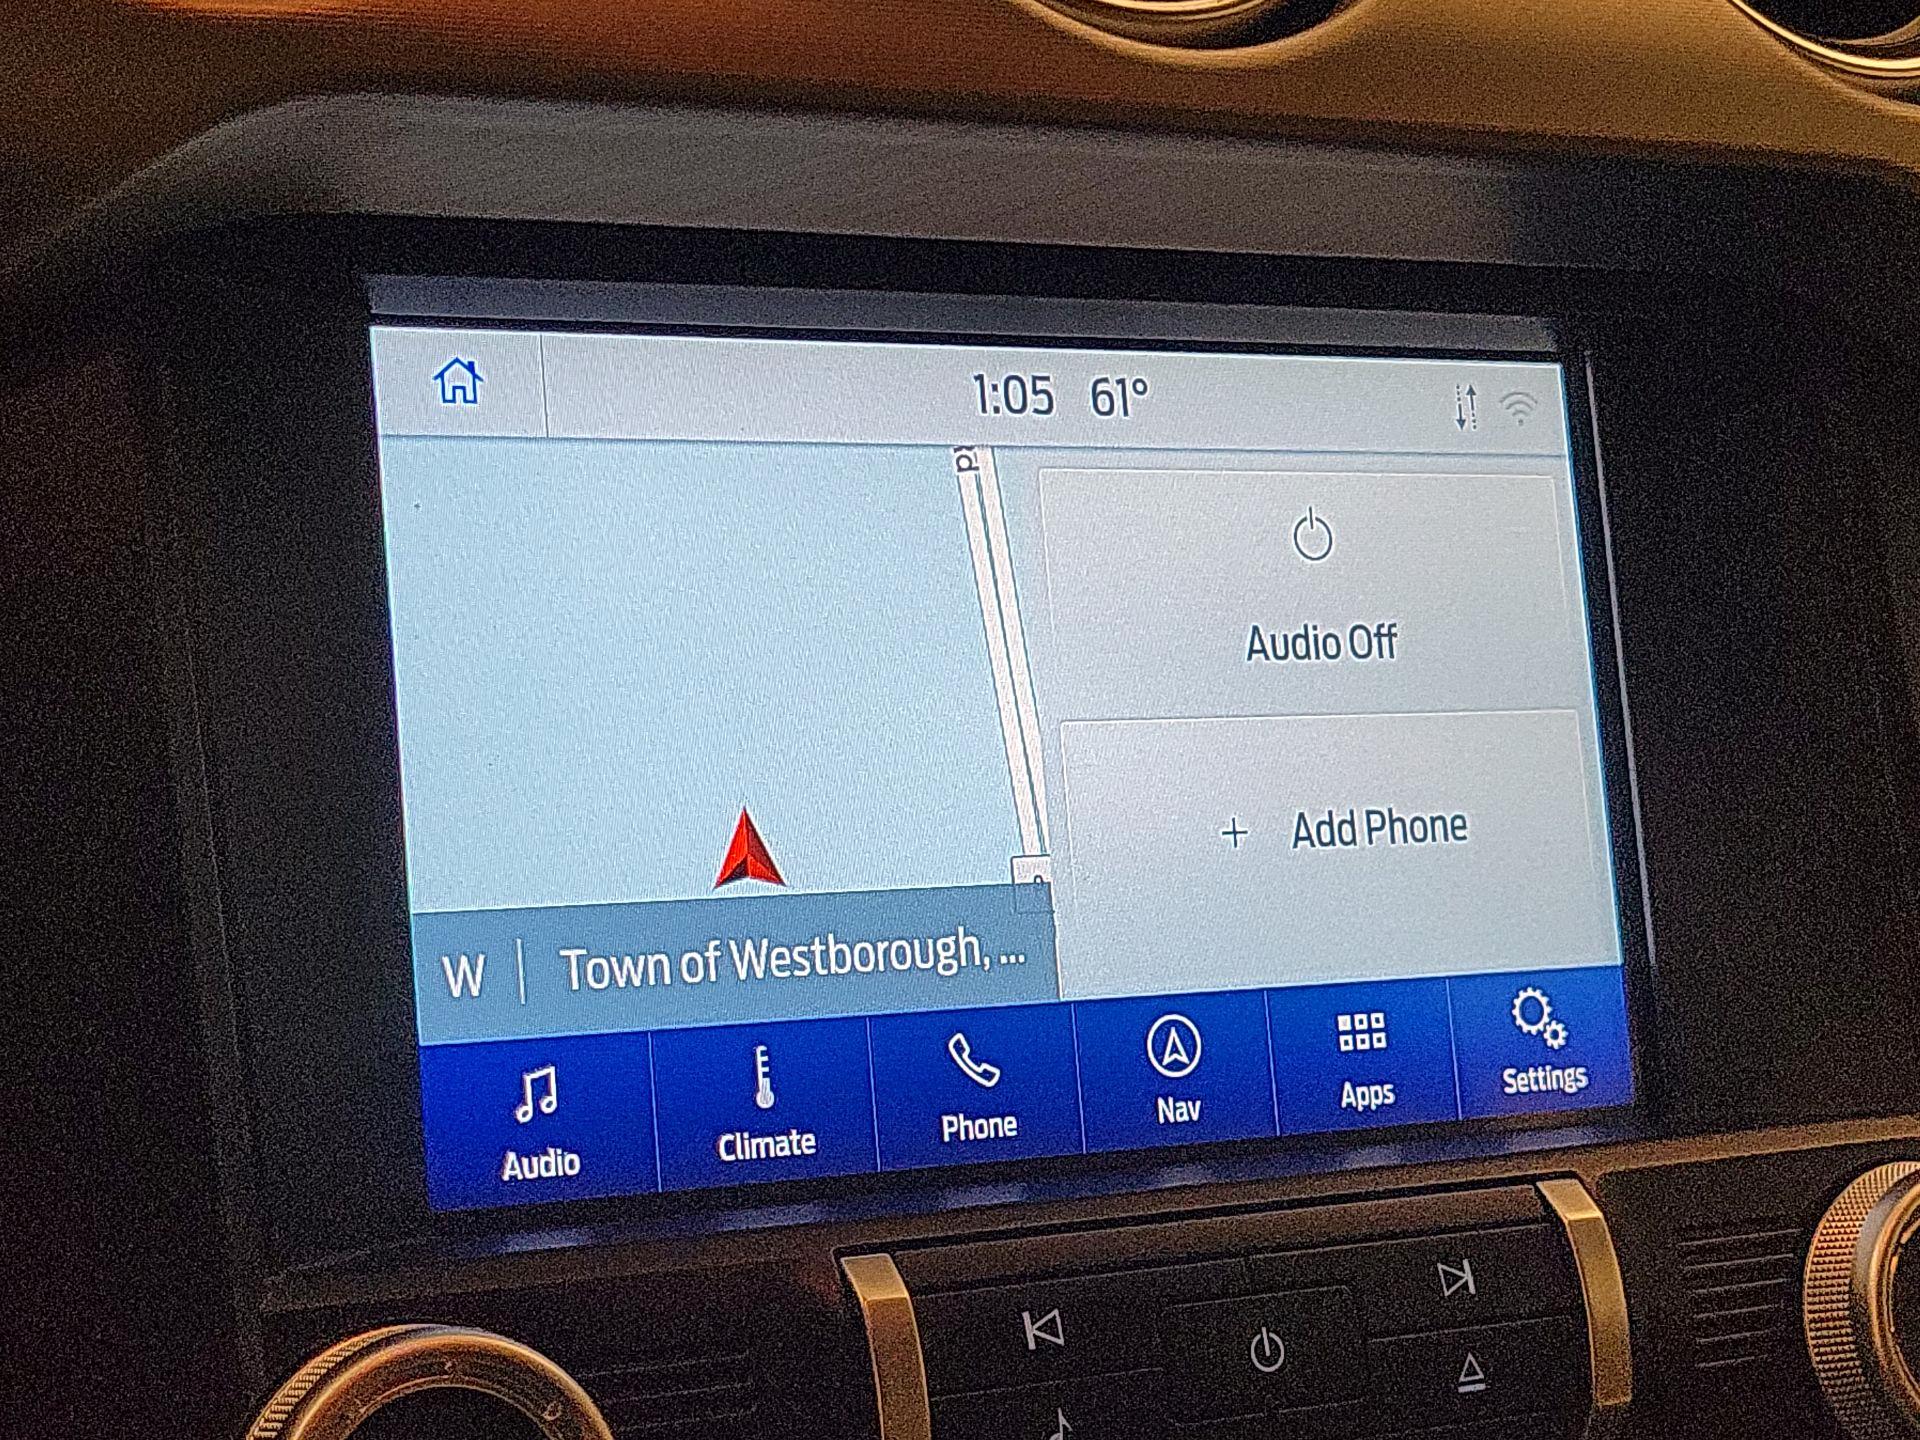 1:05 61°
Audio Off
+ Add Phone
W | Town of Westborough, ...
Audio
Climate
Phone
Nav
Apps
Settings